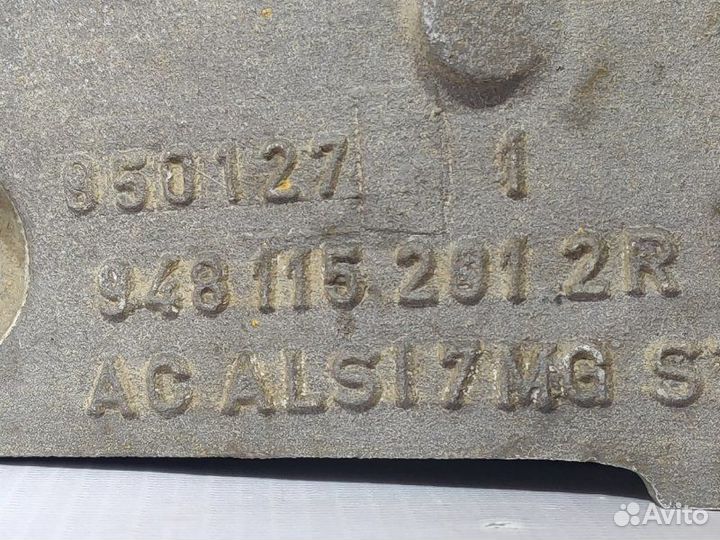 950127 1
948 115 201 2R
AC ALSI7MG S
Avito